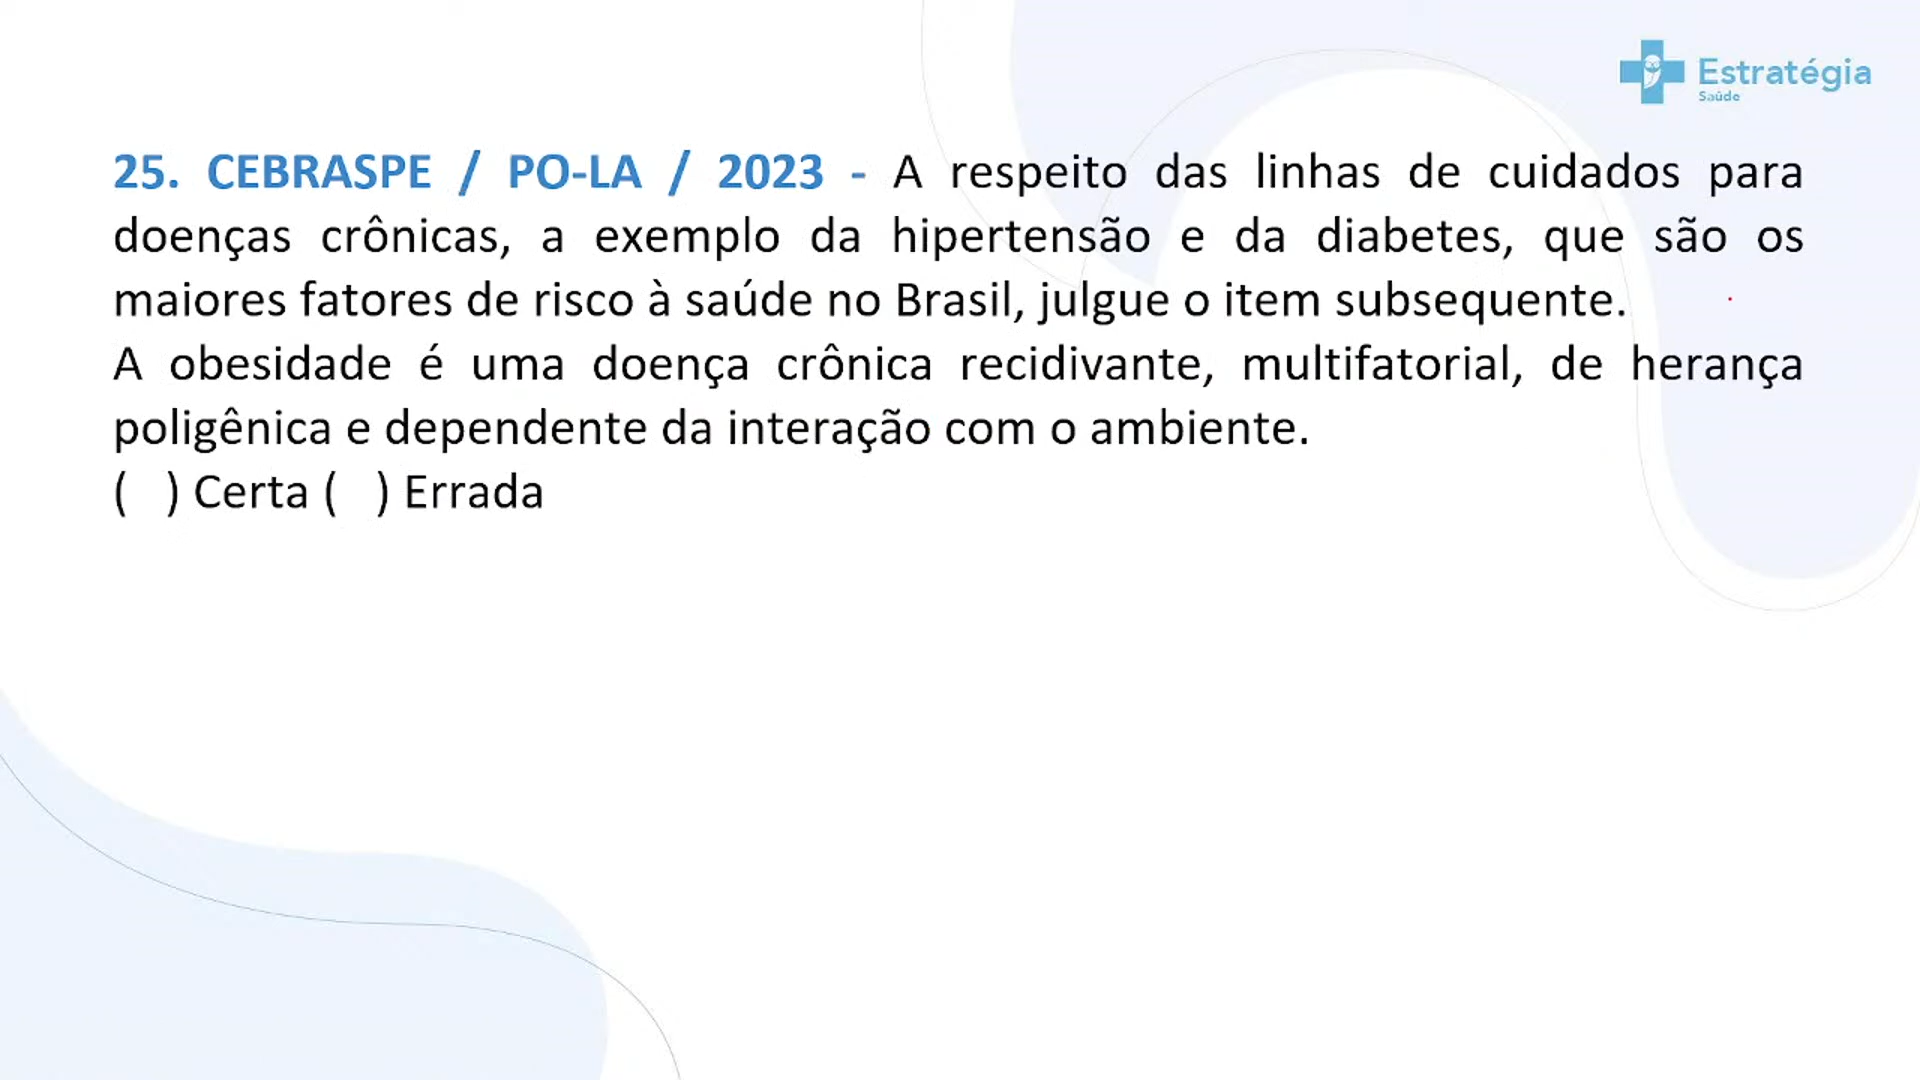 Estratégia
Saúde
25. CEBRASPE / PO-LA / 2023 - A respeito das linhas de cuidados para
doenças crônicas, a exemplo da hipertensão e da diabetes, que são os
maiores fatores de risco à saúde no Brasil, julgue o item subsequente.
A obesidade é uma doença crônica recidivante, multifatorial, de herança
poligênica e dependente da interação com o ambiente.
(   ) Certa (   ) Errada